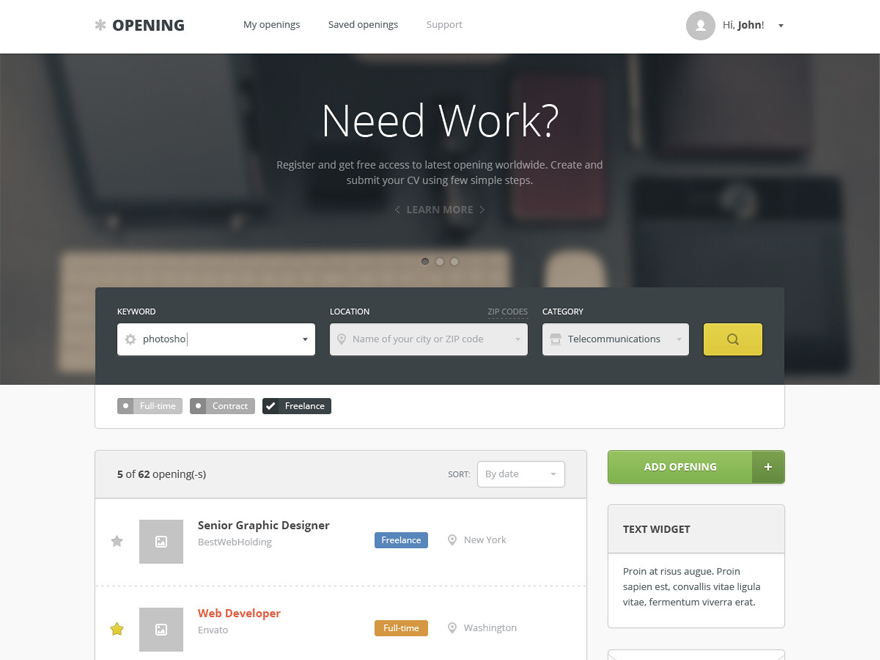 OPENING
My openings
Saved openings
Support
Hi, John!
Need Work?
Register and get free access to latest opening worldwide. Create and
submit your CV using few simple steps.
LEARN MORE
KEYWORD
LOCATION
ZIP CODES
CATEGORY
photosho
Name of your city or ZIP code
Telecommunications
Full-time
Contract
Freelance
5 of 62 opening(-s)
SORT:
By date
ADD OPENING
+
Senior Graphic Designer
BestWebHolding
Freelance
New York
TEXT WIDGET
Proin at risus augue. Proin
sapien est, convallis vitae ligula
vitae, fermentum viverra erat.
Web Developer
Envato
Full-time
Washington